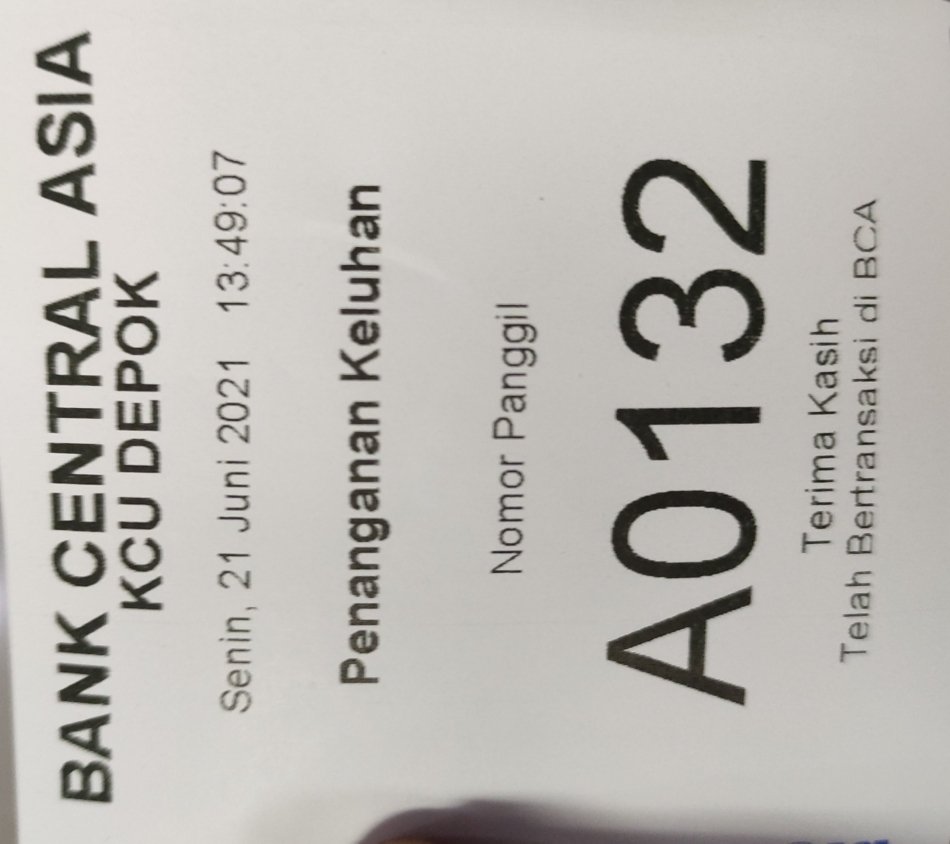 BANK CENTRAL ASIA
KCU DEPOK
Senin, 21 Juni 2021 13:49:07
Penanganan Keluhan
Nomor Panggil
A0132
Terima Kasih
Telah Bertransaksi di BCA